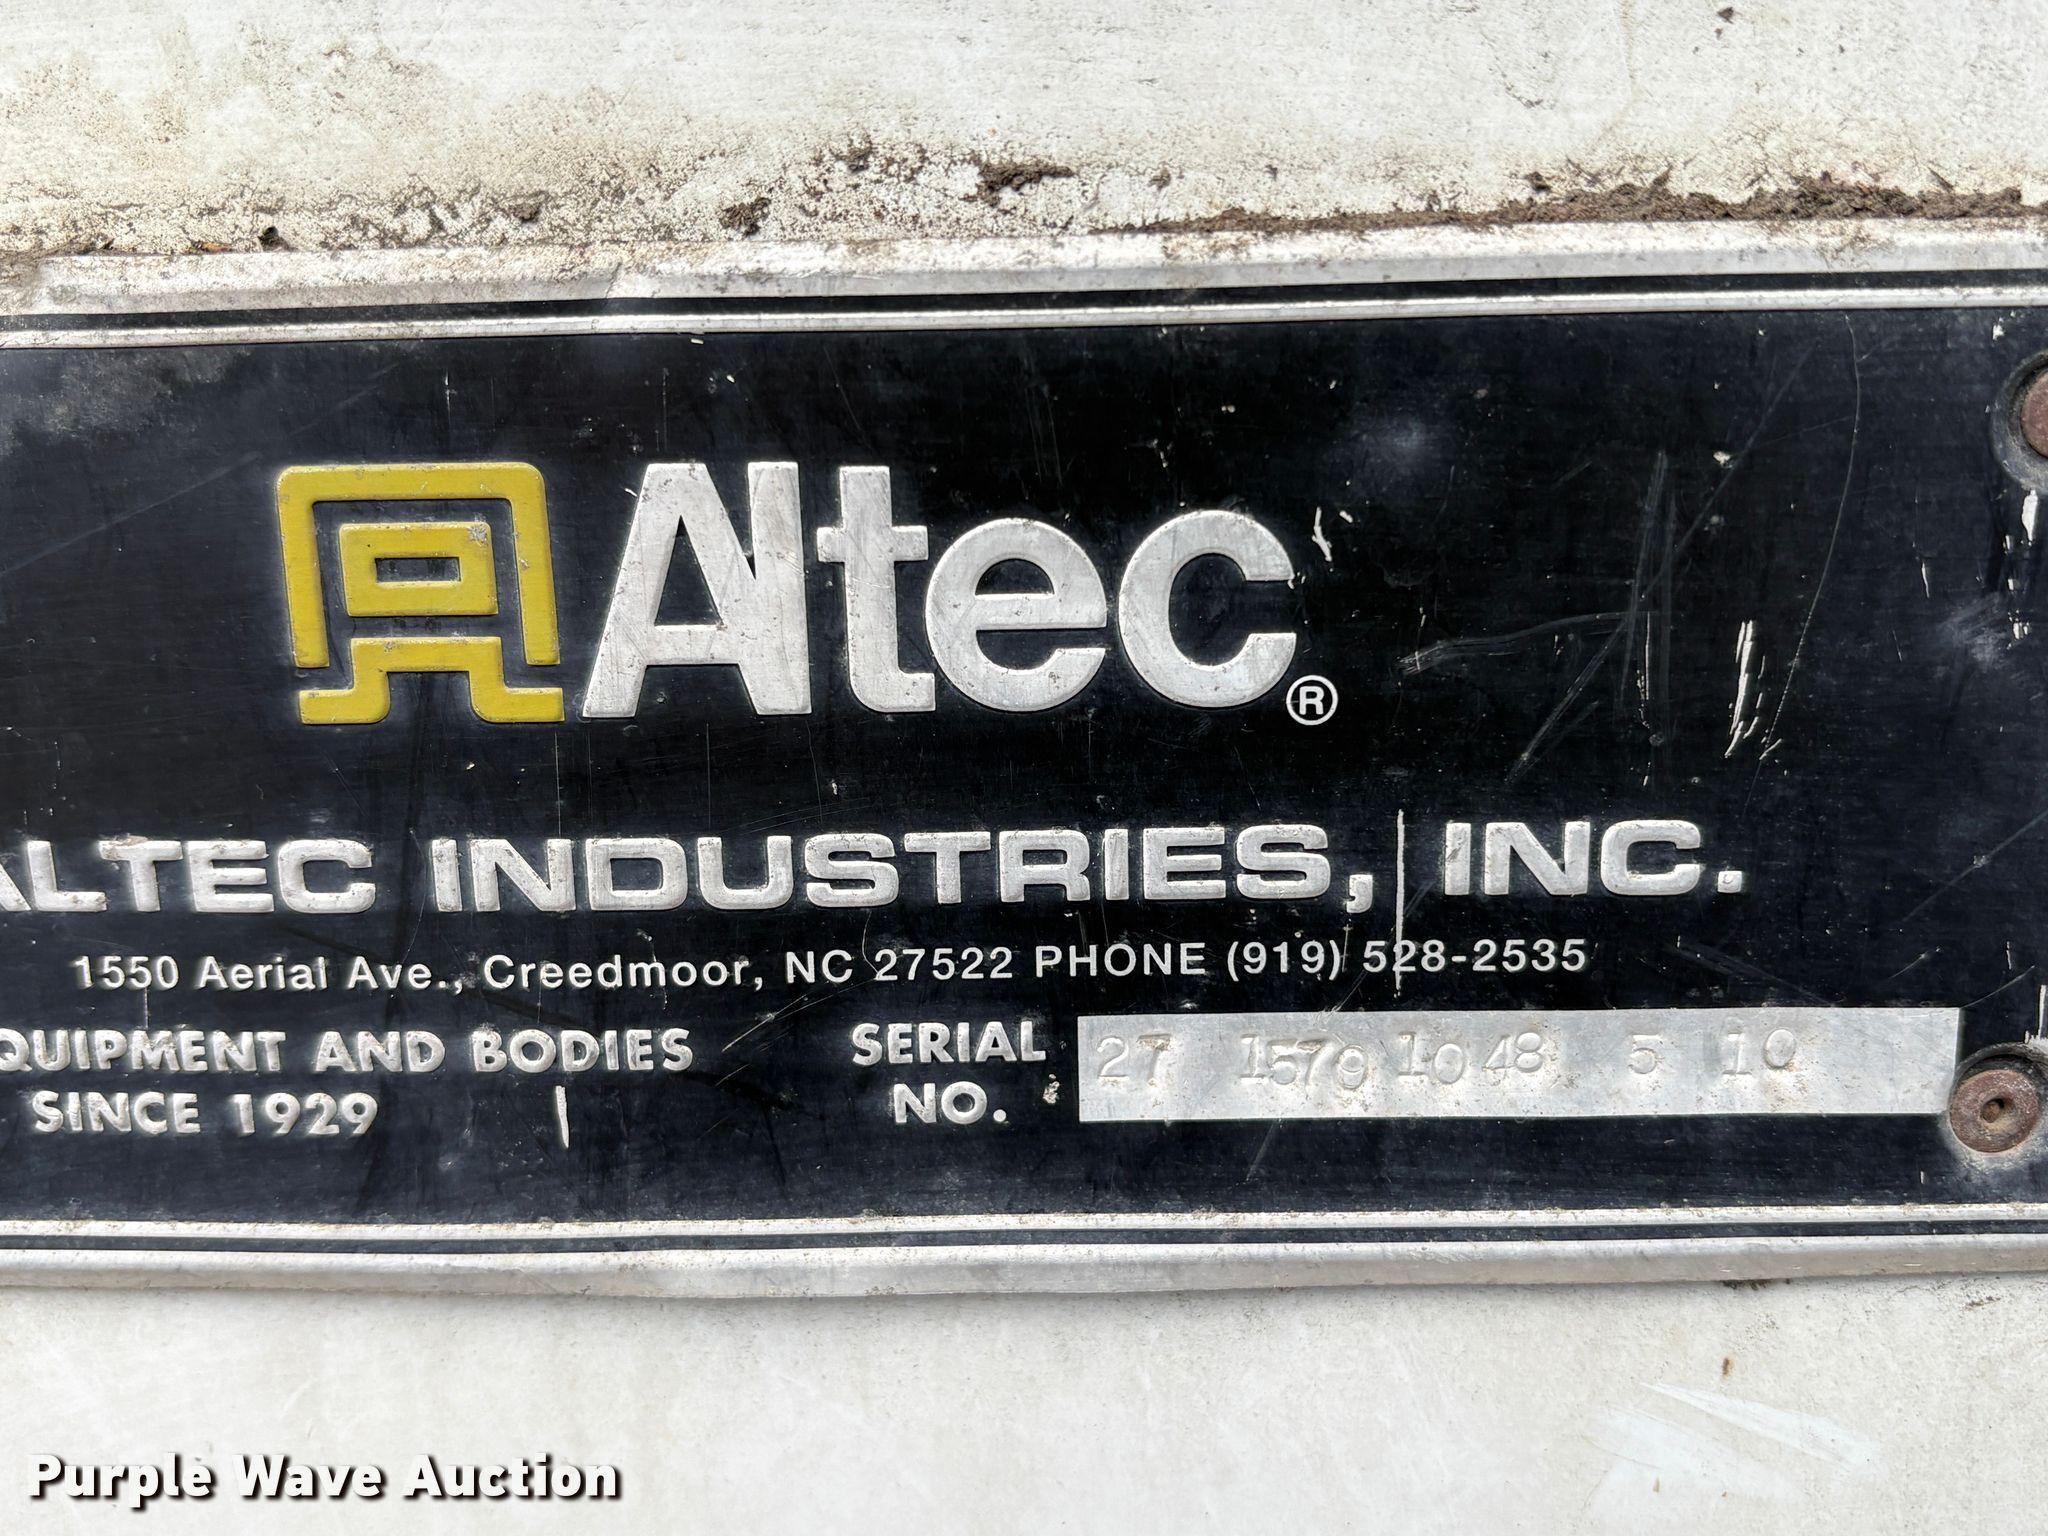 Altec®
ALTEC INDUSTRIES, INC.
1550 Aerial Ave., Creedmoor, NC 27522 PHONE (919) 528-2535
QUIPMENT AND BODIES
SINCE 1929
SERIAL
NO.
27 1579 1048 5 10
Purple Wave Auction